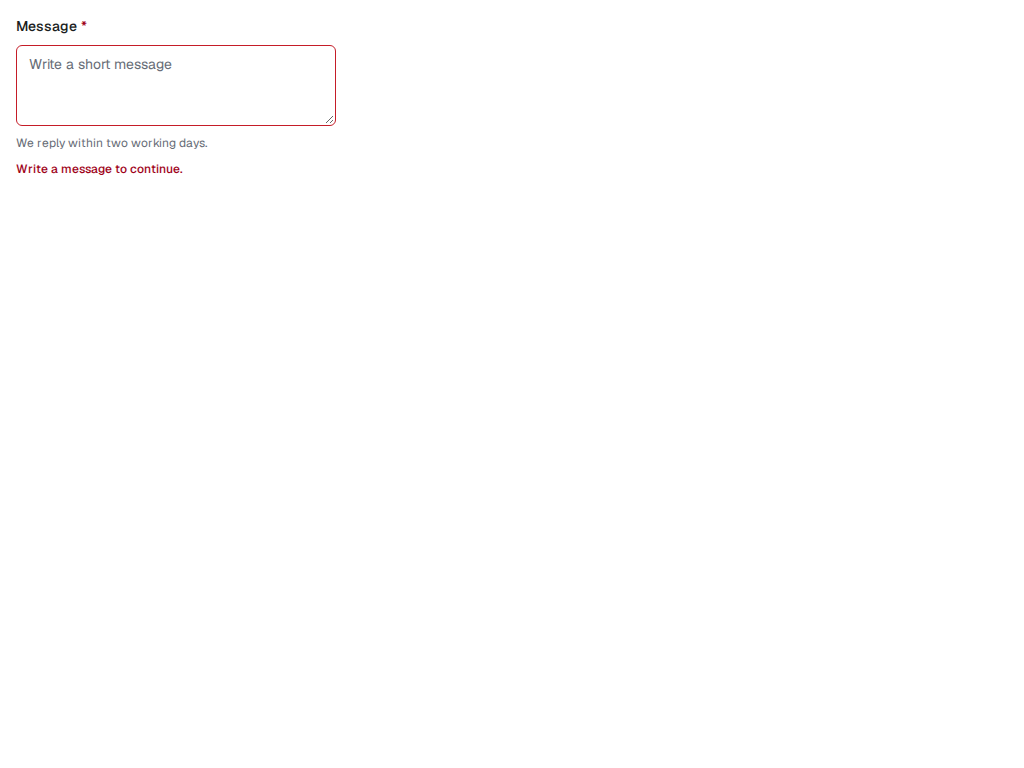 Message *
Write a short message
We reply within two working days.
Write a message to continue.